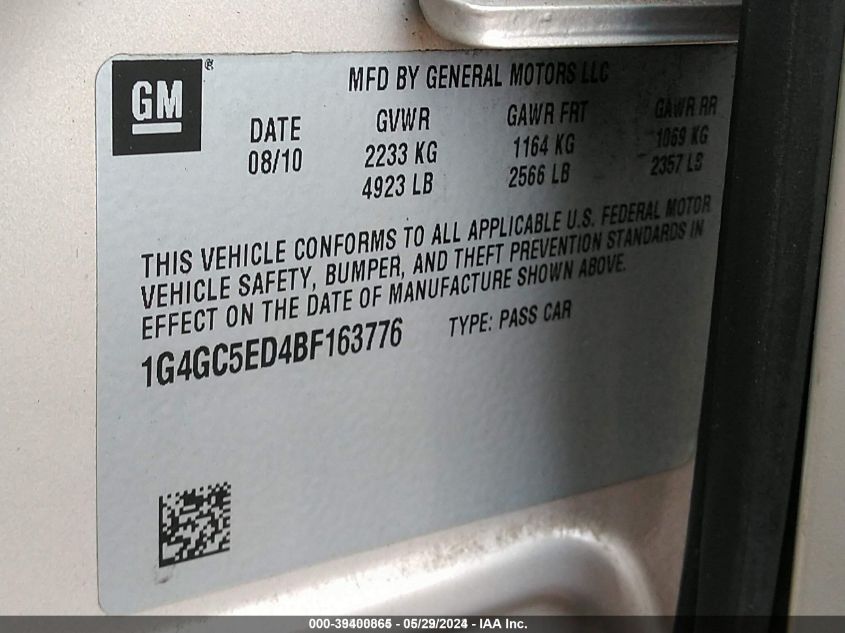 GM ®
MFD BY GENERAL MOTORS LLC
DATE GVWR GAWR FRT GAWR RR
08/10 2233 KG 1164 KG 1069 KG
4923 LB 2566 LB 2357 LB
THIS VEHICLE CONFORMS TO ALL APPLICABLE U.S. FEDERAL MOTOR
VEHICLE SAFETY, BUMPER, AND THEFT PREVENTION STANDARDS IN
EFFECT ON THE DATE OF MANUFACTURE SHOWN ABOVE.
1G4GC5ED4BF163776 TYPE: PASS CAR
000-39400865 - 05/29/2024 - IAA Inc.